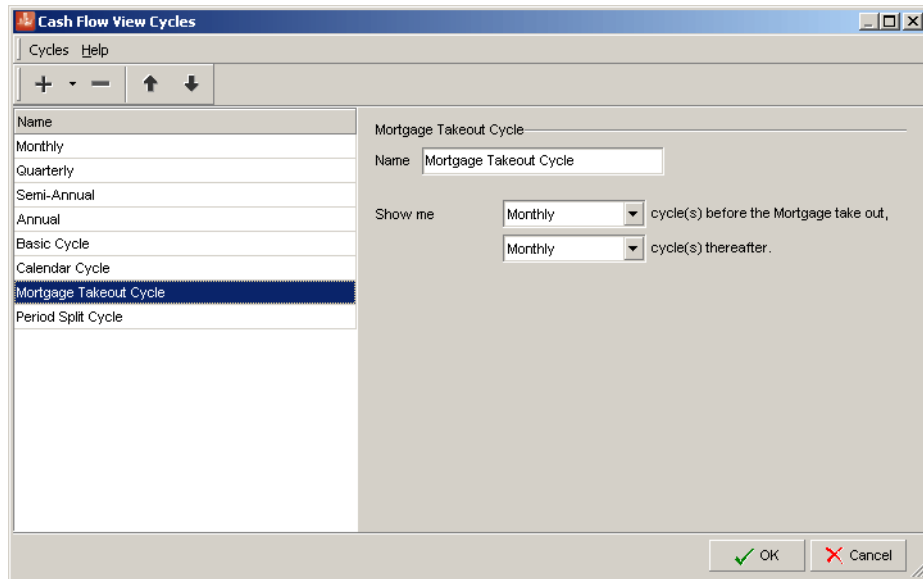 Cash Flow View Cycles
Cycles Help
Name
Monthly
Quarterly
Semi-Annual
Annual
Basic Cycle
Calendar Cycle
Mortgage Takeout Cycle
Period Split Cycle
Mortgage Takeout Cycle
Name Mortgage Takeout Cycle
Show me Monthly cycle(s) before the Mortgage take out,
Monthly cycle(s) thereafter.
OK Cancel